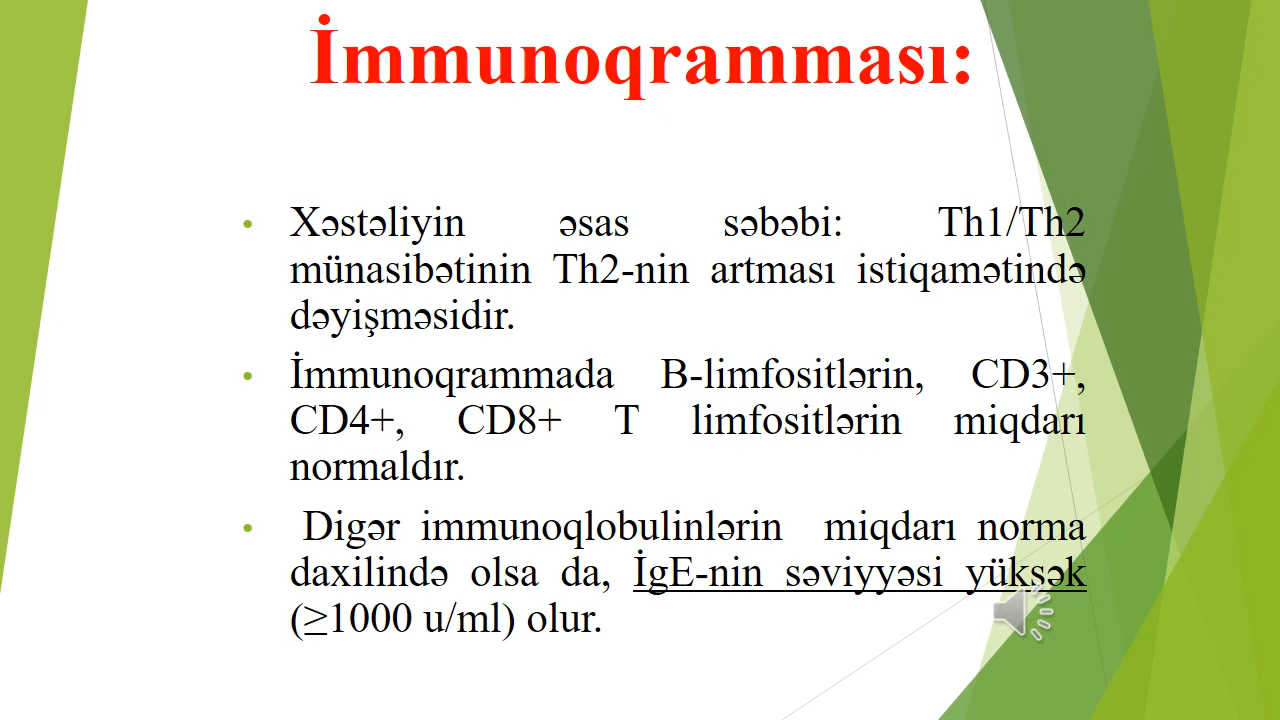 İmmunoqramması:
• Xəstəliyin əsas səbəbi: Th1/Th2
münasibətinin Th2-nin artması istiqamətində
dəyişməsidir.
• İmmunoqrammada B-limfositlərin, CD3+,
CD4+, CD8+ T limfositlərin miqdarı
normaldır.
• Digər immunoqlobulinlərin miqdarı norma
daxilində olsa da, İgE-nin səviyyəsi yüksək
(≥1000 u/ml) olur.